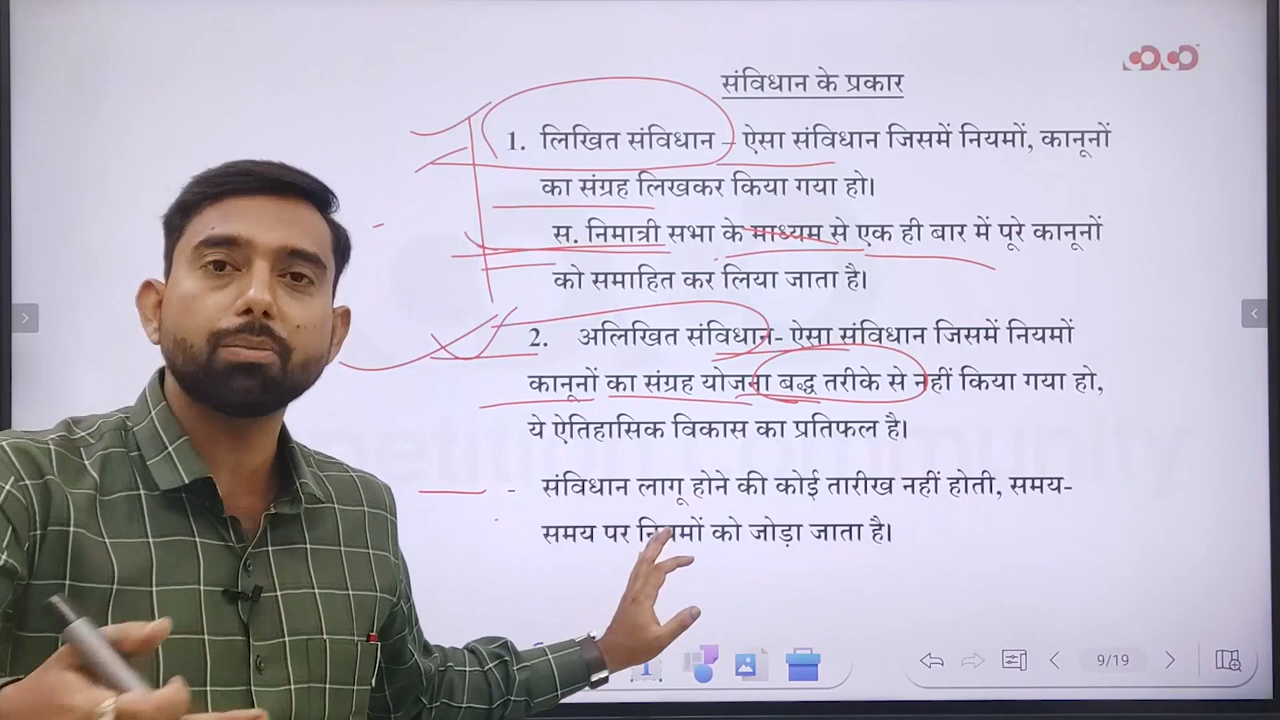 संविधान के प्रकार
1. लिखित संविधान - ऐसा संविधान जिसमें नियमों, कानूनों
का संग्रह लिखकर किया गया हो।
स. निमात्री सभा के माध्यम से एक ही बार में पूरे कानूनों
को समाहित कर लिया जाता है।
2. अलिखित संविधान- ऐसा संविधान जिसमें नियमों
कानूनों का संग्रह योजना बद्ध तरीके से नहीं किया गया हो,
ये ऐतिहासिक विकास का प्रतिफल है।
- संविधान लागू होने की कोई तारीख नहीं होती, समय-
समय पर नियमों को जोड़ा जाता है।
9/19